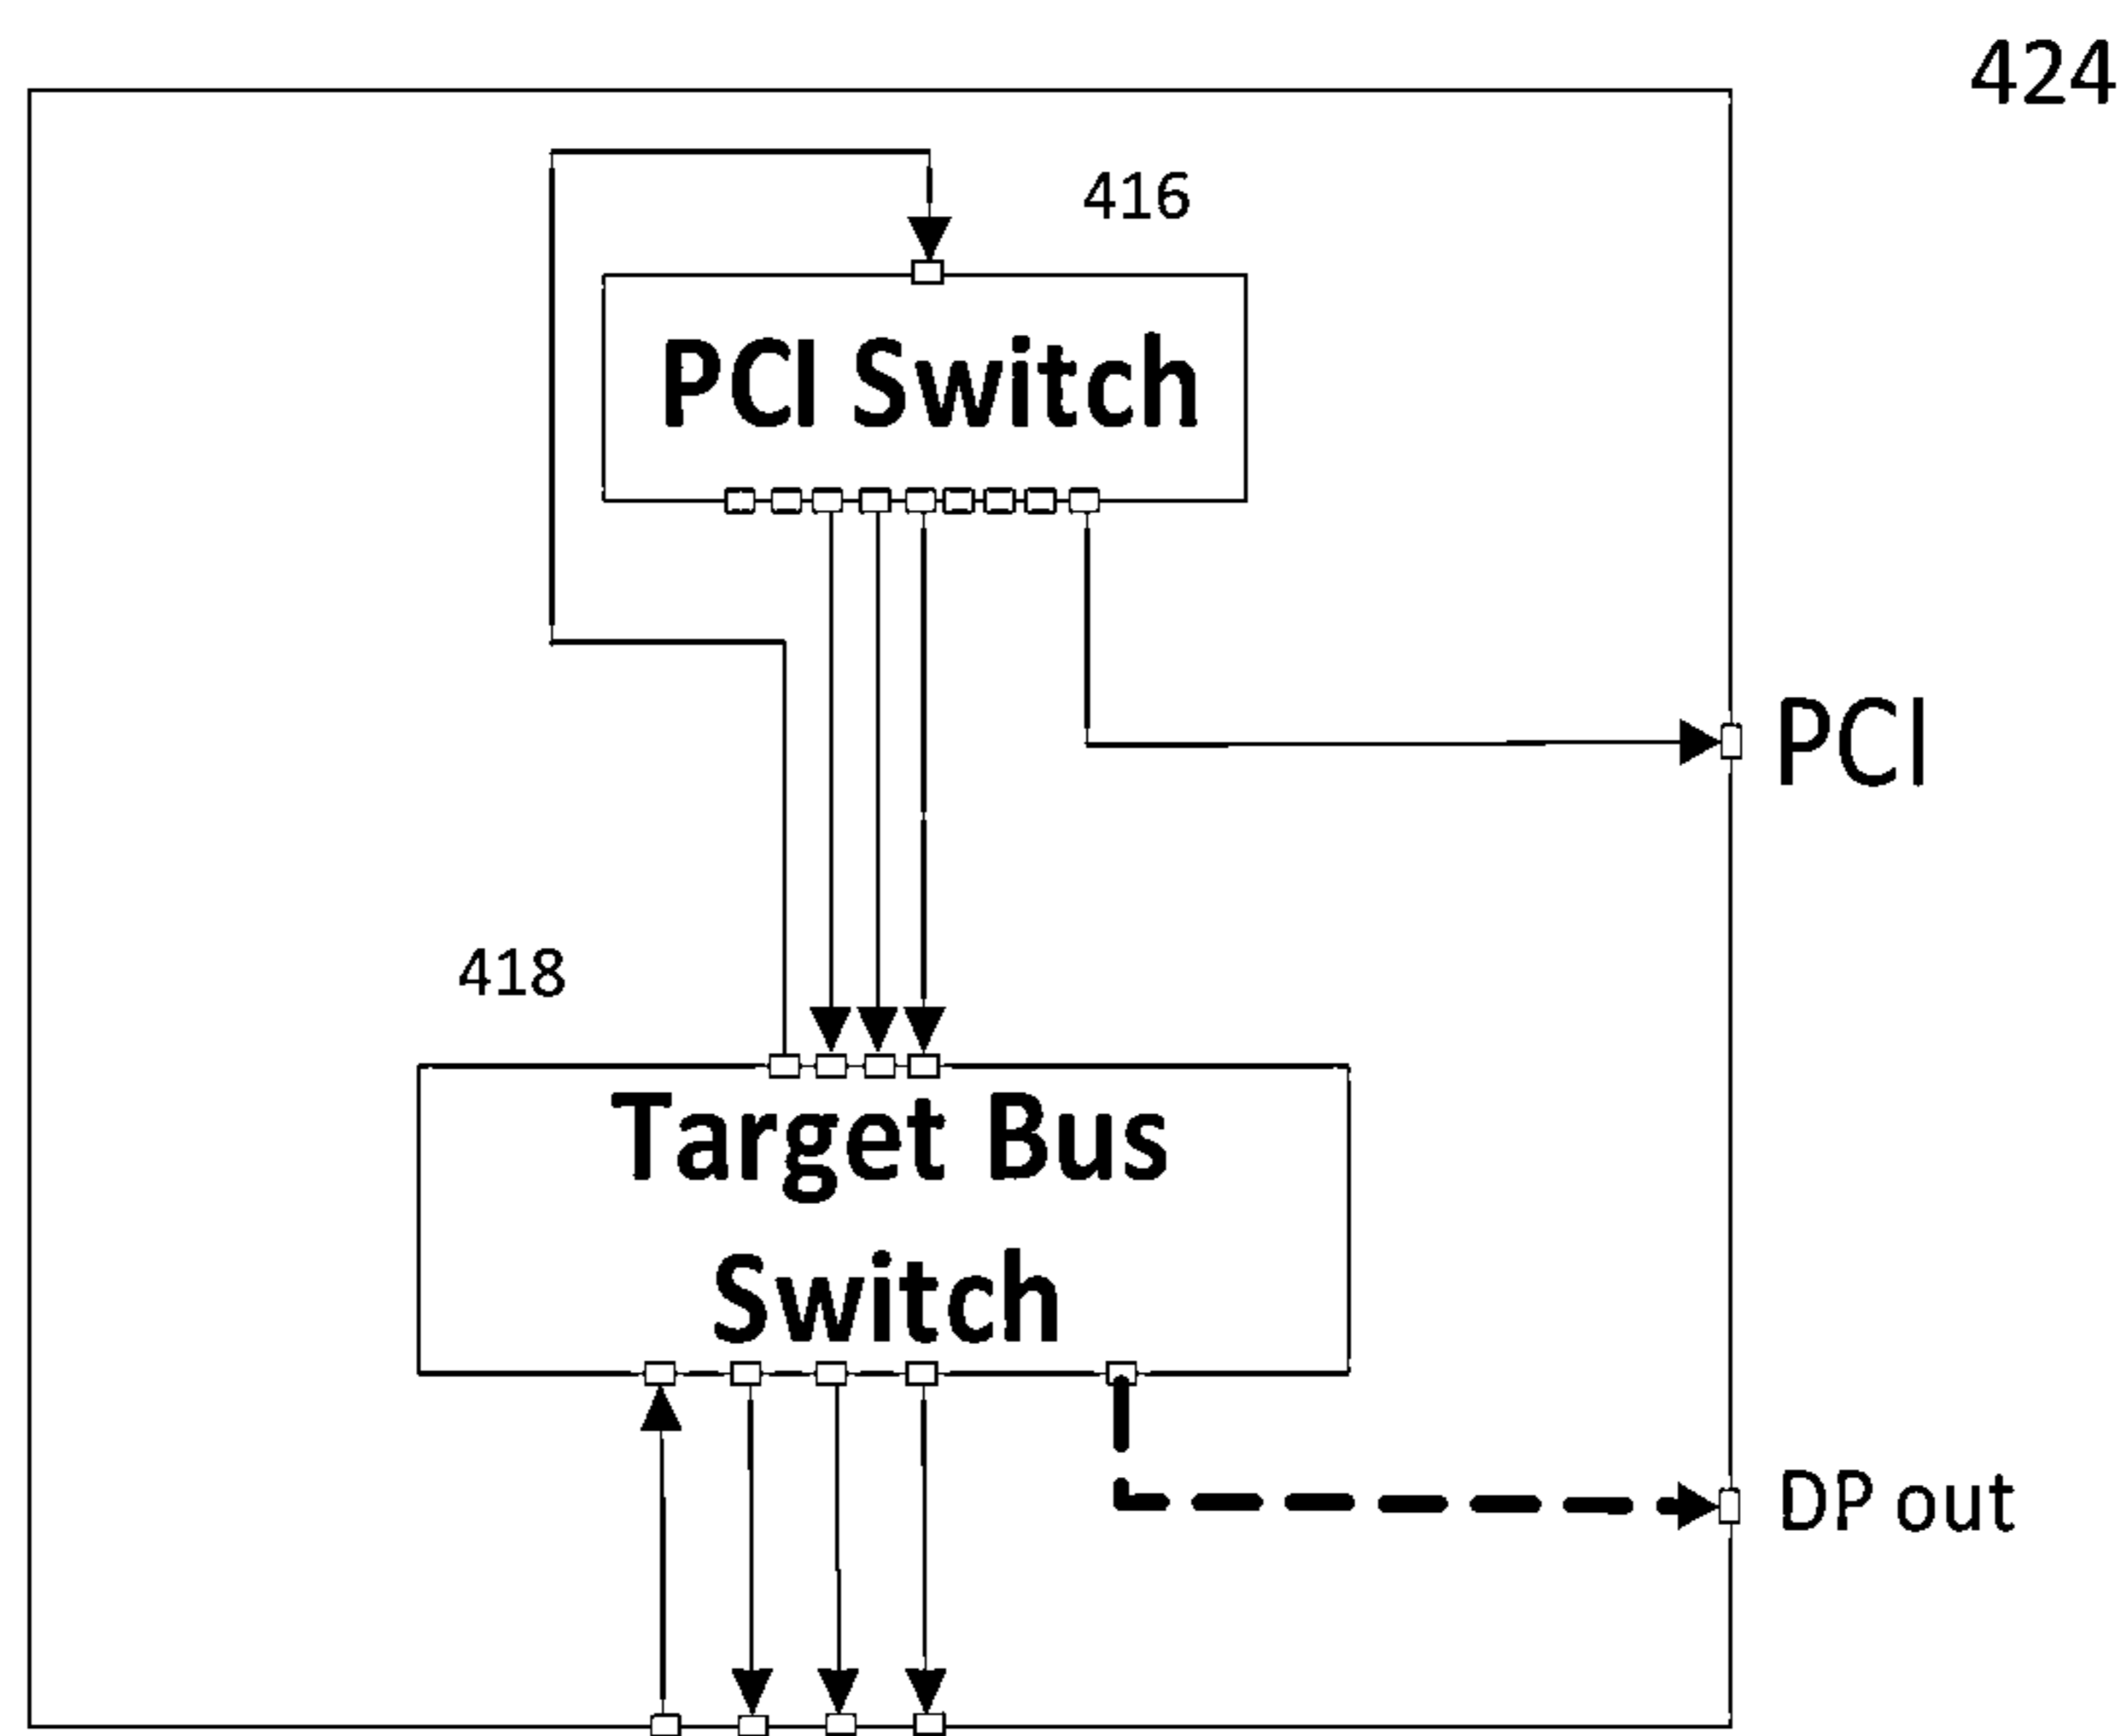 424
416
PCI Switch
PCI
418
Target Bus
Switch
DP out